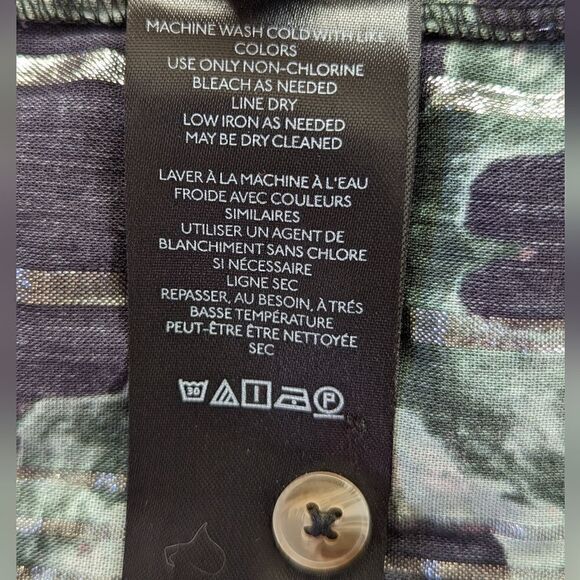 MACHINE WASH COLD WITH LIKE
COLORS
USE ONLY NON-CHLORINE
BLEACH AS NEEDED
LINE DRY
LOW IRON AS NEEDED
MAY BE DRY CLEANED
LAVER À LA MACHINE À L'EAU
FROIDE AVEC COULEURS
SIMILAIRES
UTILISER UN AGENT DE
BLANCHIMENT SANS CHLORE
SI NÉCESSAIRE
LIGNE SEC
REPASSER, AU BESOIN, À TRÉS
BASSE TEMPÉRATURE
PEUT-ÊTRE ÊTRE NETTOYÉE
SEC
30 P